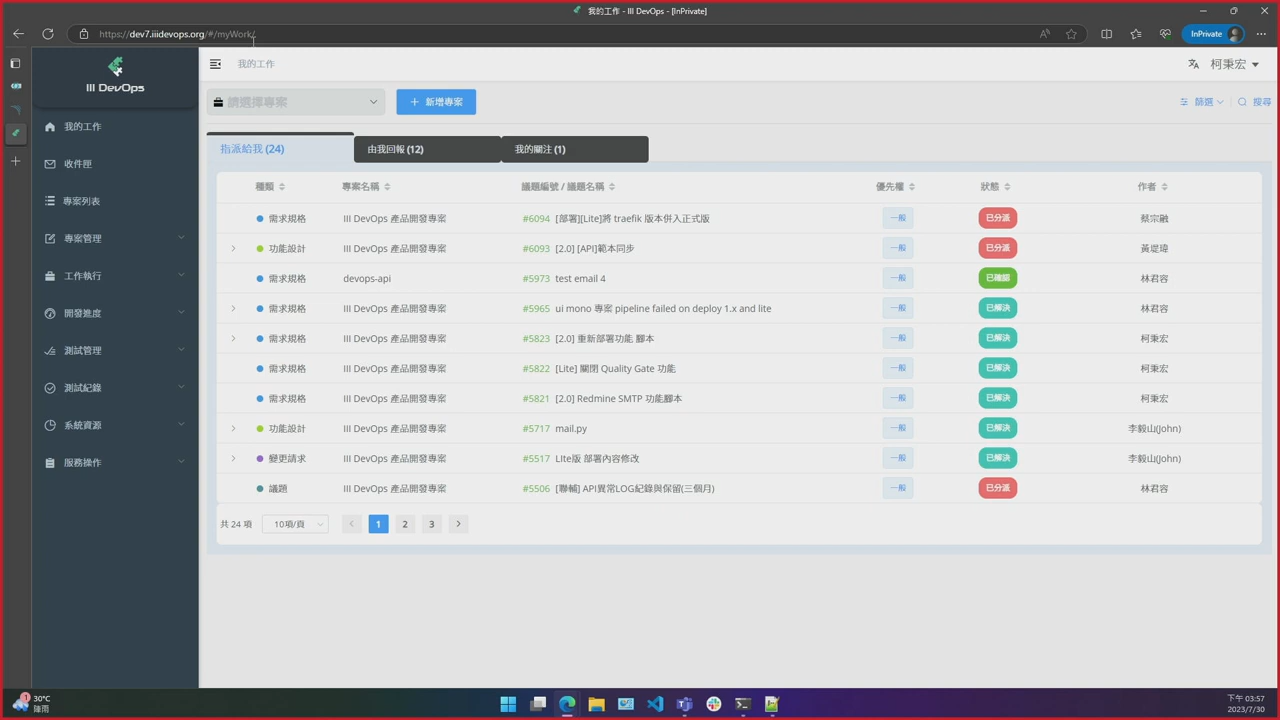 我的工作 - III DevOps - [InPrivate]
https://dev7.iiidevops.org/#/myWork/
InPrivate
III DevOps
我的工作
柯秉宏
我的工作
收件匣
專案列表
專案管理
工作執行
開發進度
測試管理
測試紀錄
系統資源
服務操作
請選擇專案
新增專案
篩選
搜尋
指派給我 (24)
由我回報 (12)
我的關注 (1)
種類 專案名稱 議題編號 / 議題名稱 優先權 狀態 作者
需求規格 III DevOps 產品開發專案 #6094 [部署][Lite]將 traefik 版本併入正式版 一般 已分派 蔡宗融
功能設計 III DevOps 產品開發專案 #6093 [2.0] [API]範本同步 一般 已分派 黃堤瑋
需求規格 devops-api #5973 test email 4 一般 已確認 林君容
需求規格 III DevOps 產品開發專案 #5965 ui mono 專案 pipeline failed on deploy 1.x and lite 一般 已解決 林君容
需求規格 III DevOps 產品開發專案 #5823 [2.0] 重新部署功能 腳本 一般 已解決 柯秉宏
需求規格 III DevOps 產品開發專案 #5822 [Lite] 關閉 Quality Gate 功能 一般 已解決 柯秉宏
需求規格 III DevOps 產品開發專案 #5821 [2.0] Redmine SMTP 功能腳本 一般 已解決 柯秉宏
功能設計 III DevOps 產品開發專案 #5717 mail.py 一般 已解決 李毅山(John)
變更請求 III DevOps 產品開發專案 #5517 LIte版 部署內容修改 一般 已解決 李毅山(John)
議題 III DevOps 產品開發專案 #5506 [聯輔] API異常LOG紀錄與保留(三個月) 一般 已分派 林君容
共 24 項
10項/頁
1 2 3
1
30°C
陣雨
下午 03:57
2023/7/30